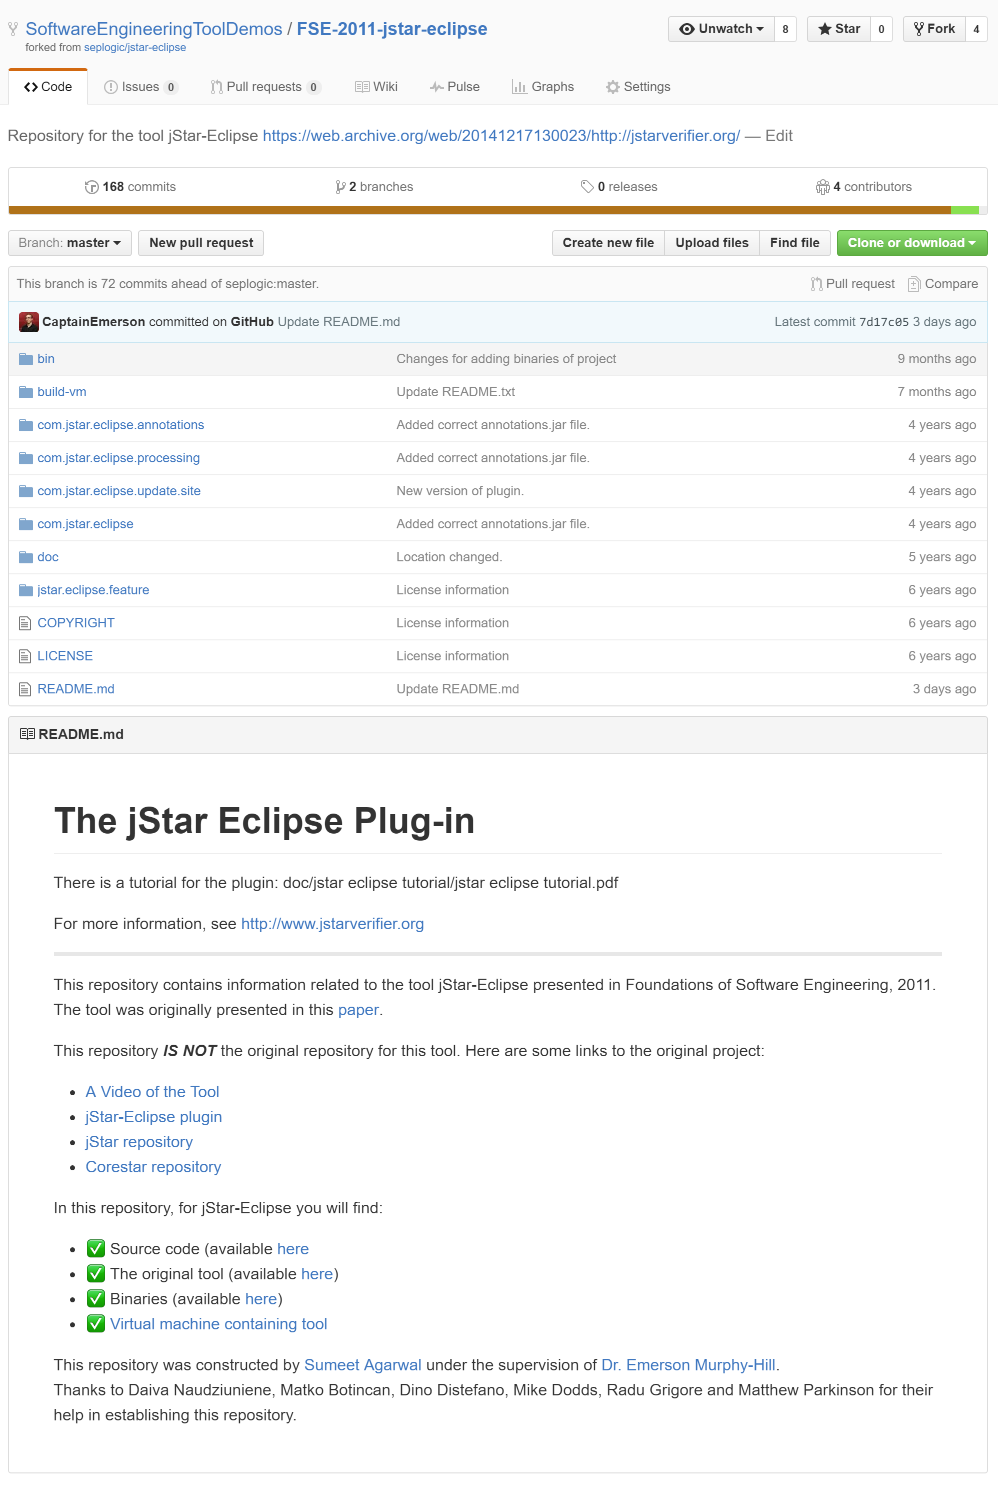 SoftwareEngineeringToolDemos / FSE-2011-jstar-eclipse
forked from seplogic/jstar-eclipse
Unwatch 8 Star 0 Fork 4
Code Issues 0 Pull requests 0 Wiki Pulse Graphs Settings
Repository for the tool jStar-Eclipse https://web.archive.org/web/20141217130023/http://jstarverifier.org/ — Edit
168 commits 2 branches 0 releases 4 contributors
Branch: master New pull request Create new file Upload files Find file Clone or download
This branch is 72 commits ahead of seplogic:master. Pull request Compare
CaptainEmerson committed on GitHub Update README.md Latest commit 7d17c05 3 days ago
bin Changes for adding binaries of project 9 months ago
build-vm Update README.txt 7 months ago
com.jstar.eclipse.annotations Added correct annotations.jar file. 4 years ago
com.jstar.eclipse.processing Added correct annotations.jar file. 4 years ago
com.jstar.eclipse.update.site New version of plugin. 4 years ago
com.jstar.eclipse Added correct annotations.jar file. 4 years ago
doc Location changed. 5 years ago
jstar.eclipse.feature License information 6 years ago
COPYRIGHT License information 6 years ago
LICENSE License information 6 years ago
README.md Update README.md 3 days ago
README.md
The jStar Eclipse Plug-in
There is a tutorial for the plugin: doc/jstar eclipse tutorial/jstar eclipse tutorial.pdf
For more information, see http://www.jstarverifier.org
This repository contains information related to the tool jStar-Eclipse presented in Foundations of Software Engineering, 2011.
The tool was originally presented in this paper.
This repository IS NOT the original repository for this tool. Here are some links to the original project:
• A Video of the Tool
• jStar-Eclipse plugin
• jStar repository
• Corestar repository
In this repository, for jStar-Eclipse you will find:
• ✅ Source code (available here
• ✅ The original tool (available here)
• ✅ Binaries (available here)
• ✅ Virtual machine containing tool
This repository was constructed by Sumeet Agarwal under the supervision of Dr. Emerson Murphy-Hill.
Thanks to Daiva Naudziuniene, Matko Botincan, Dino Distefano, Mike Dodds, Radu Grigore and Matthew Parkinson for their
help in establishing this repository.